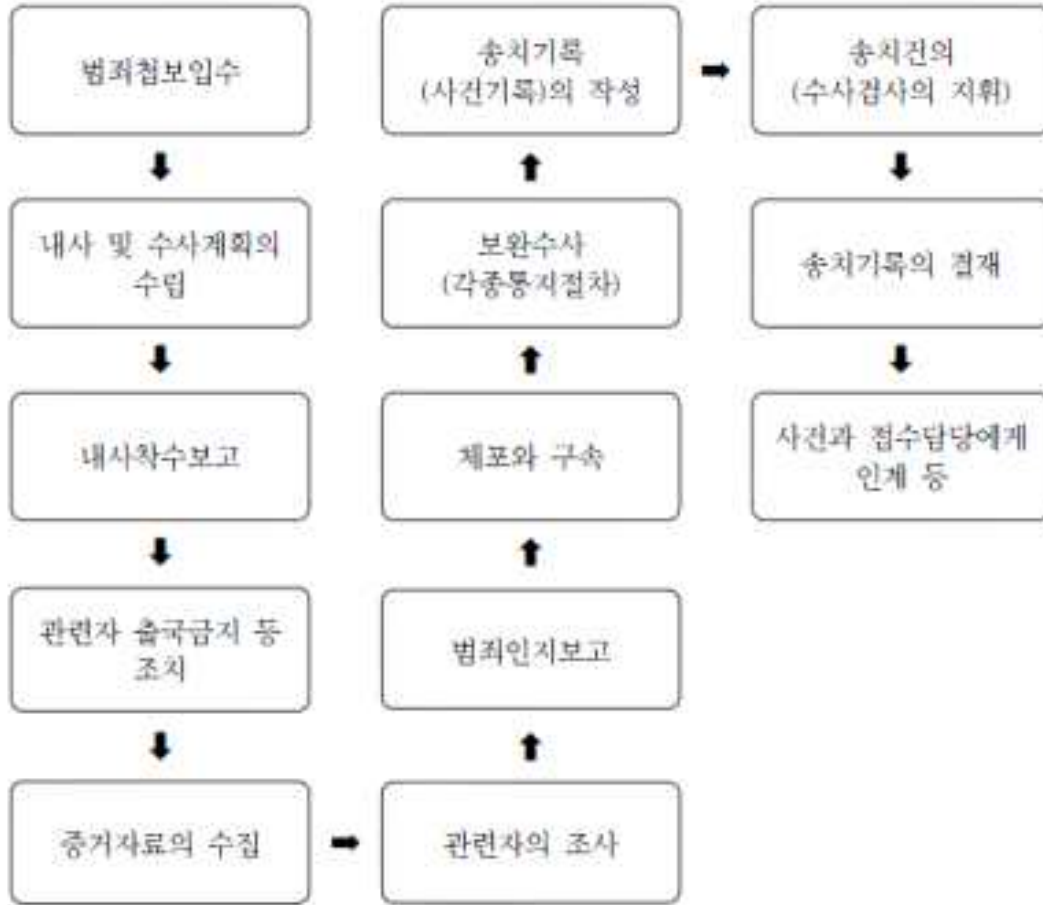 범죄첩보입수
내사 및 수사계획의
수립
내사착수보고
관련자 출국금지 등
조치
증거자료의 수집
관련자의 조사
범죄인지보고
체포와 구속
보완수사
(각종통지절차)
송치기록
(사건기록)의 작성
송치건의
(수사검사의 지휘)
송치기록의 결재
사건과 접수담당에게
인계 등